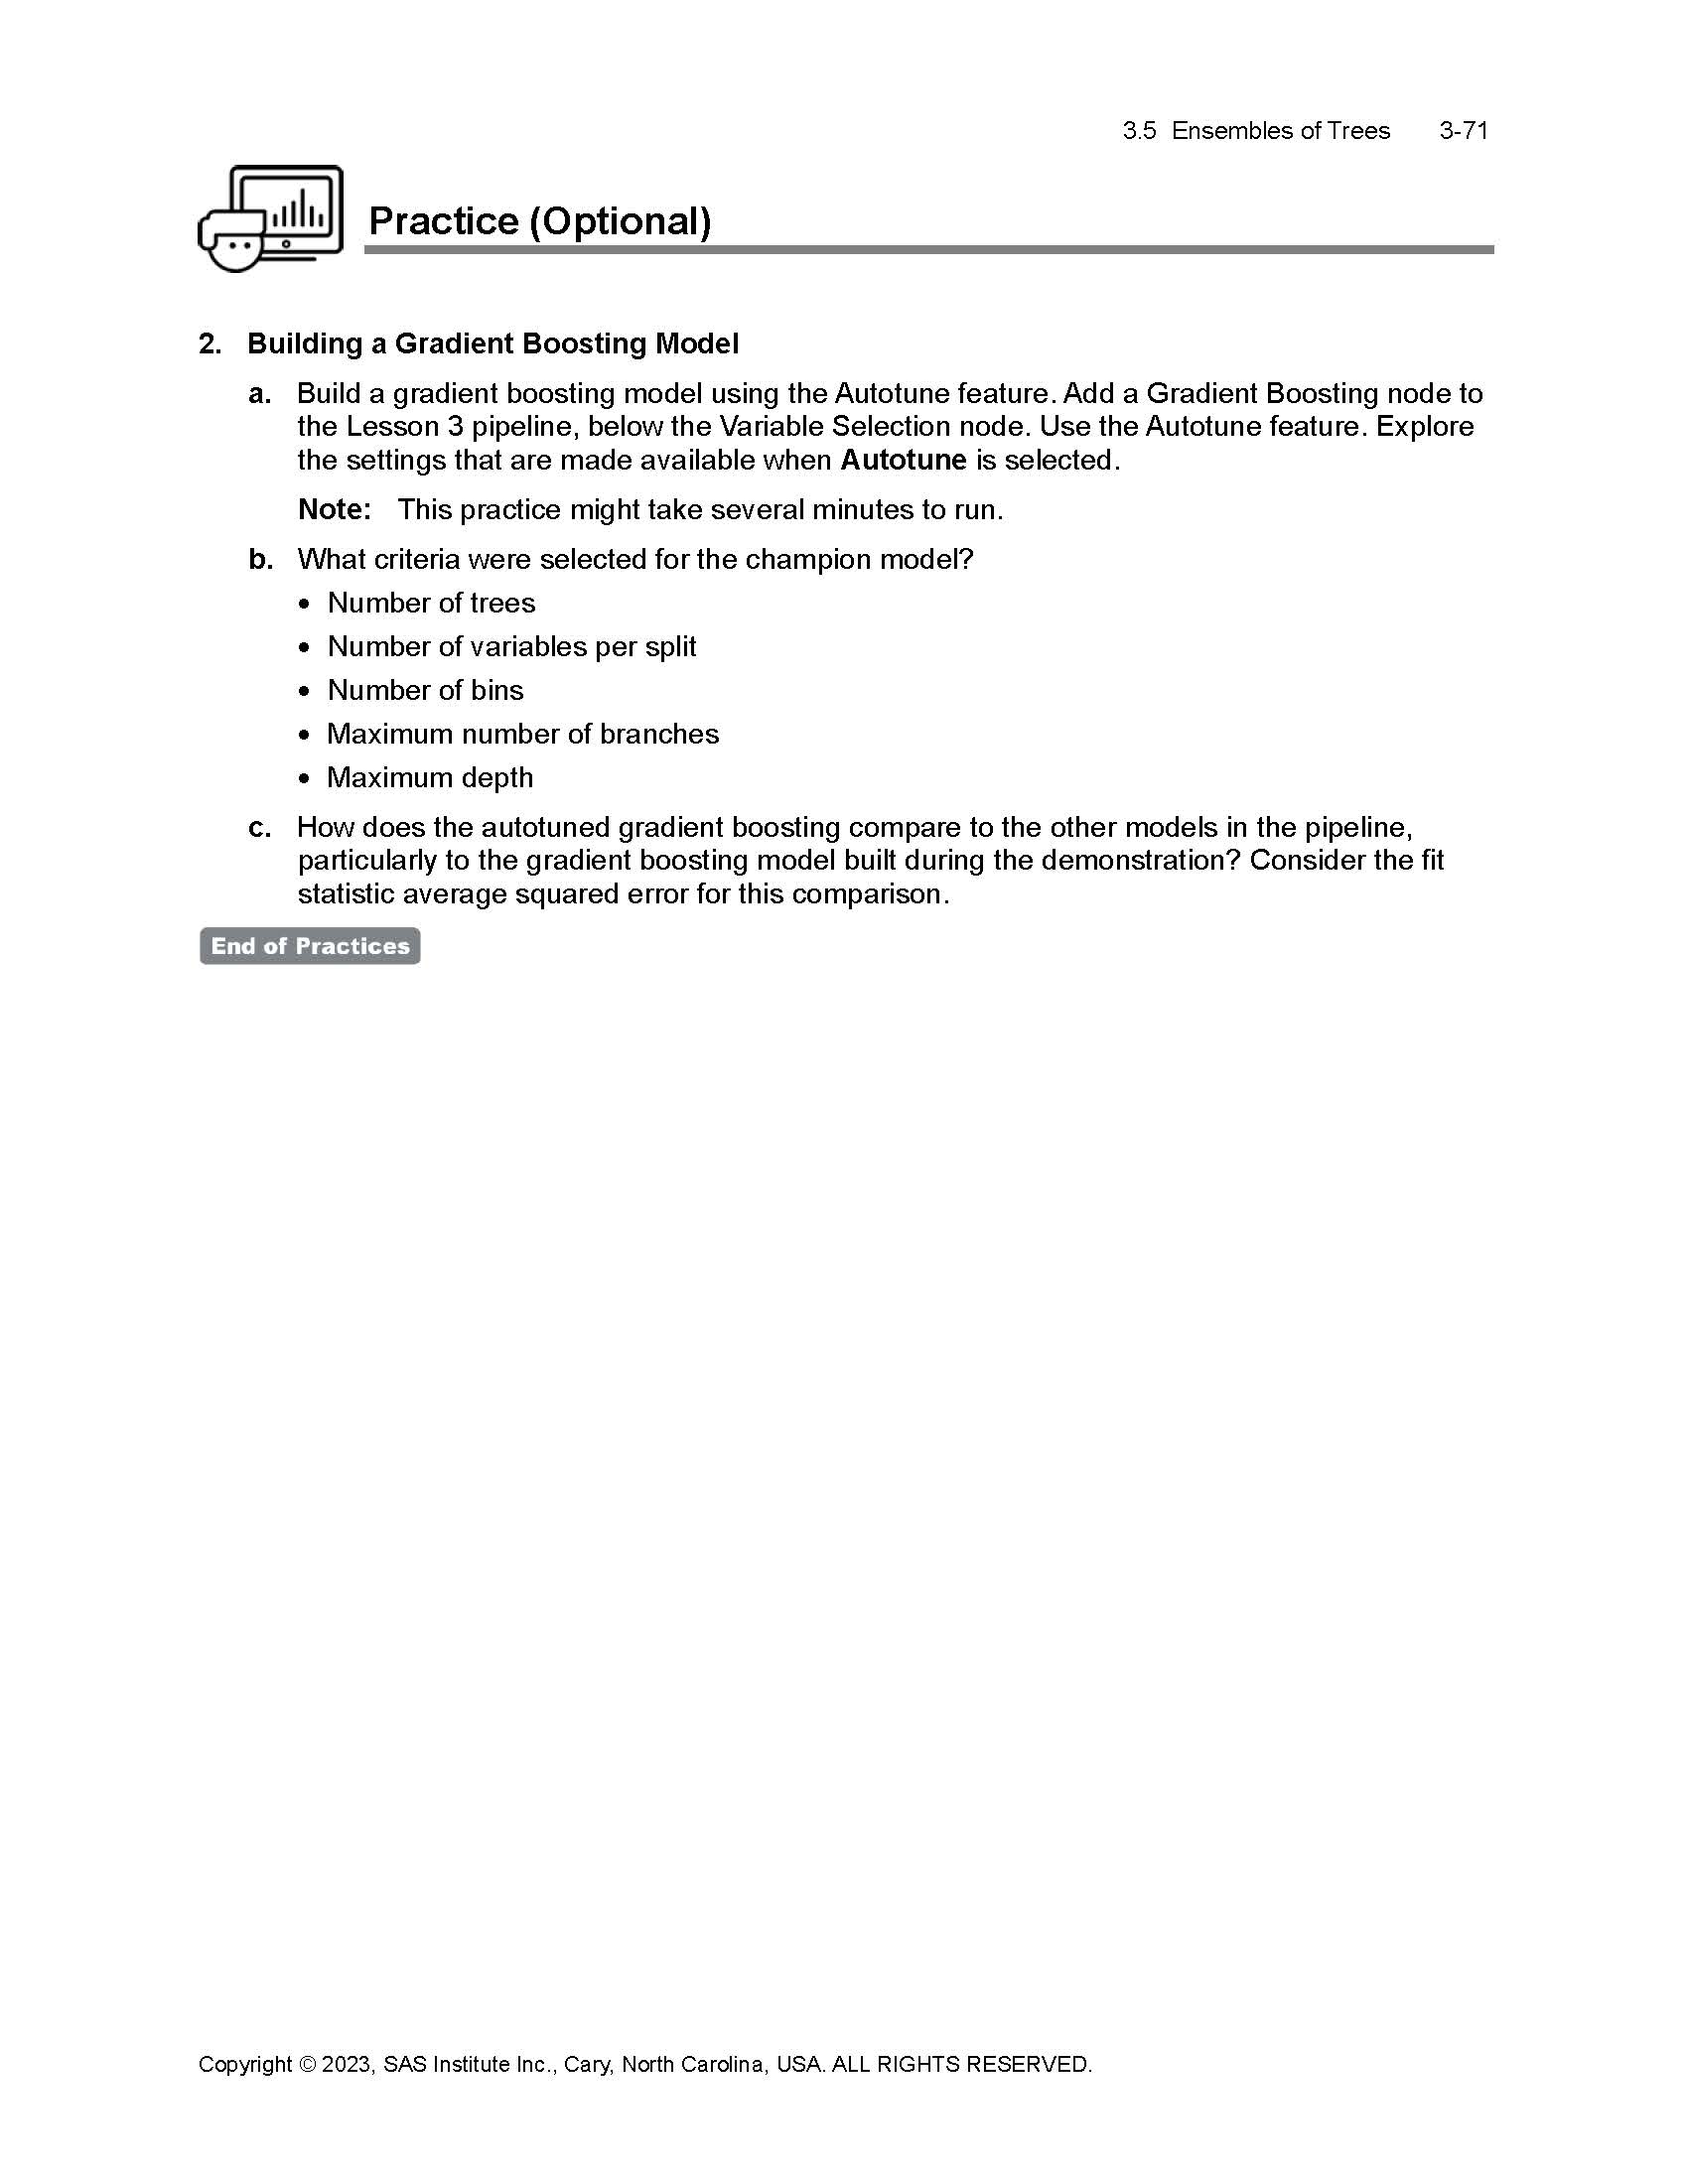 3.5 Ensembles of Trees 3-71
Practice (Optional)
2. Building a Gradient Boosting Model
a. Build a gradient boosting model using the Autotune feature. Add a Gradient Boosting node to
the Lesson 3 pipeline, below the Variable Selection node. Use the Autotune feature. Explore
the settings that are made available when Autotune is selected.
Note: This practice might take several minutes to run.
b. What criteria were selected for the champion model?
• Number of trees
• Number of variables per split
• Number of bins
• Maximum number of branches
• Maximum depth
c. How does the autotuned gradient boosting compare to the other models in the pipeline,
particularly to the gradient boosting model built during the demonstration? Consider the fit
statistic average squared error for this comparison.
End of Practices
Copyright © 2023, SAS Institute Inc., Cary, North Carolina, USA. ALL RIGHTS RESERVED.